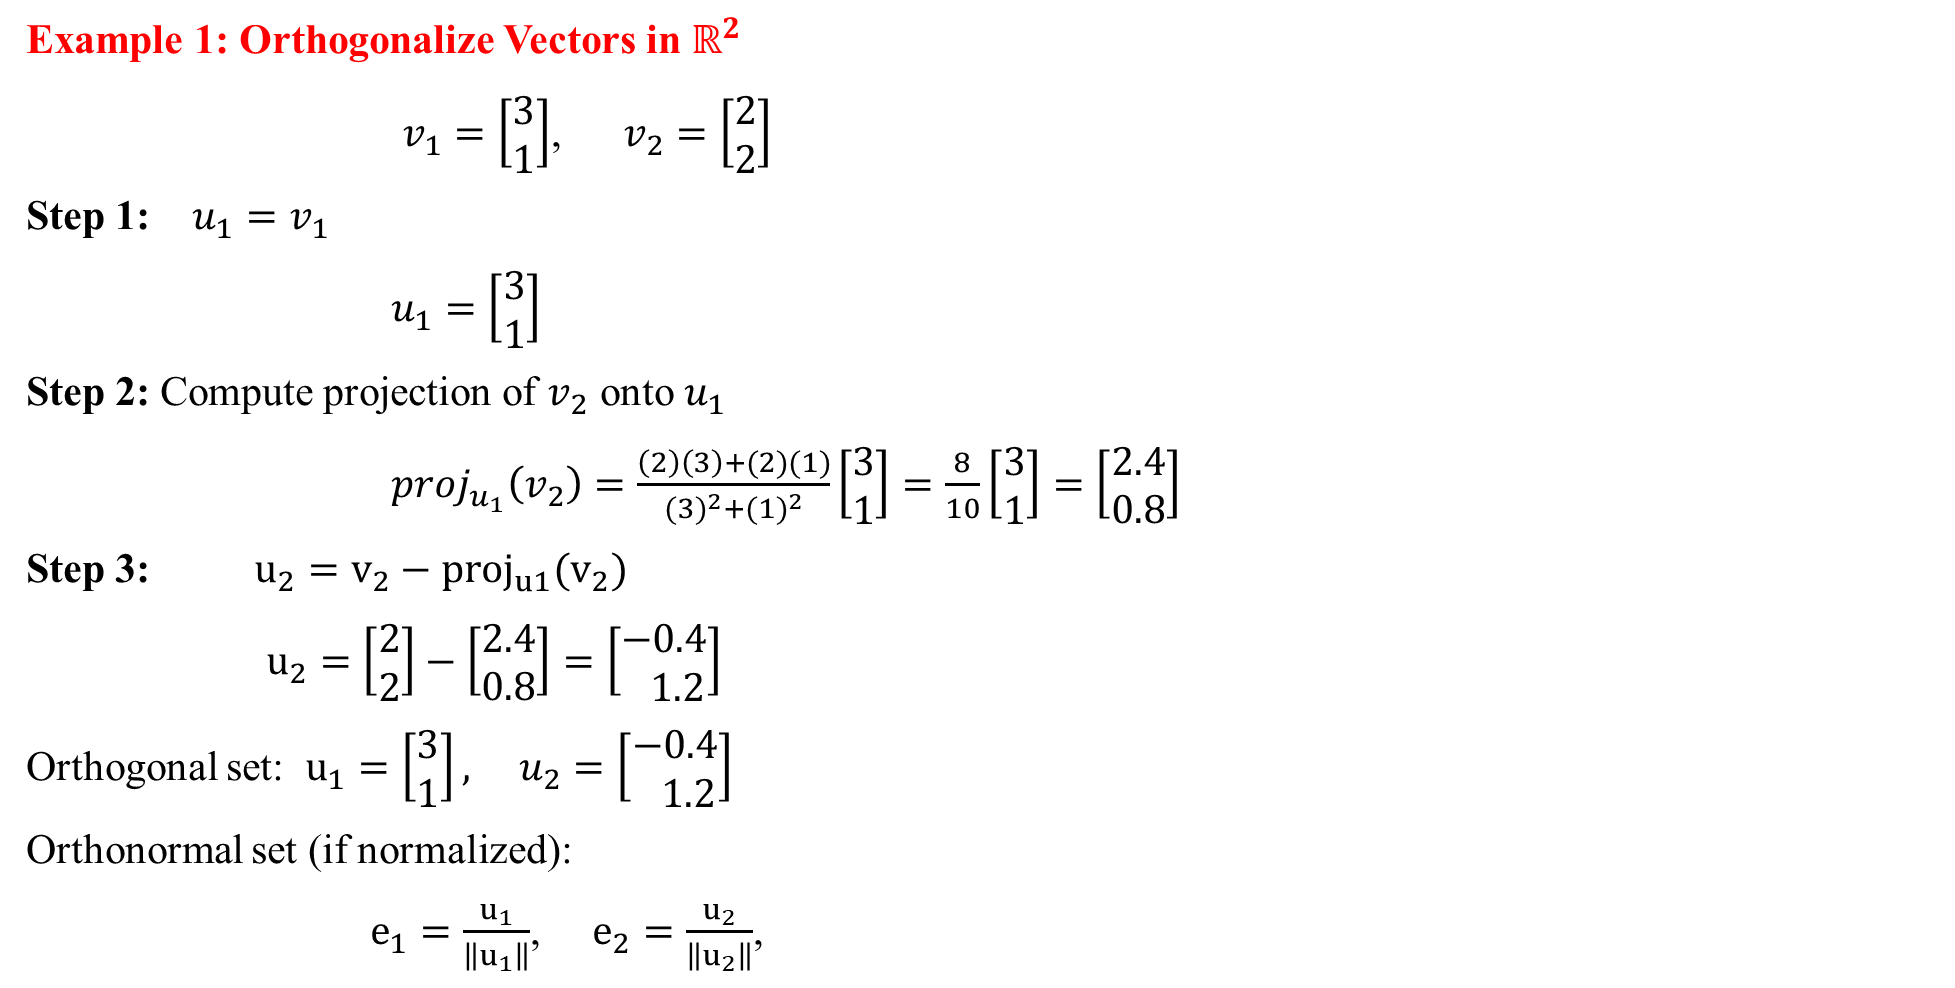 Example 1: Orthogonalize Vectors in ℝ²
v₁ = [3 1], v₂ = [2 2]
Step 1: u₁ = v₁
u₁ = [3 1]
Step 2: Compute projection of v₂ onto u₁
proj_u₁(v₂) = (2)(3)+(2)(1) / (3)²+(1)² [3 1] = 8/10 [3 1] = [2.4 0.8]
Step 3: u₂ = v₂ − proj_u1(v₂)
u₂ = [2 2] − [2.4 0.8] = [−0.4 1.2]
Orthogonal set: u₁ = [3 1], u₂ = [−0.4 1.2]
Orthonormal set (if normalized):
e₁ = u₁/‖u₁‖, e₂ = u₂/‖u₂‖,